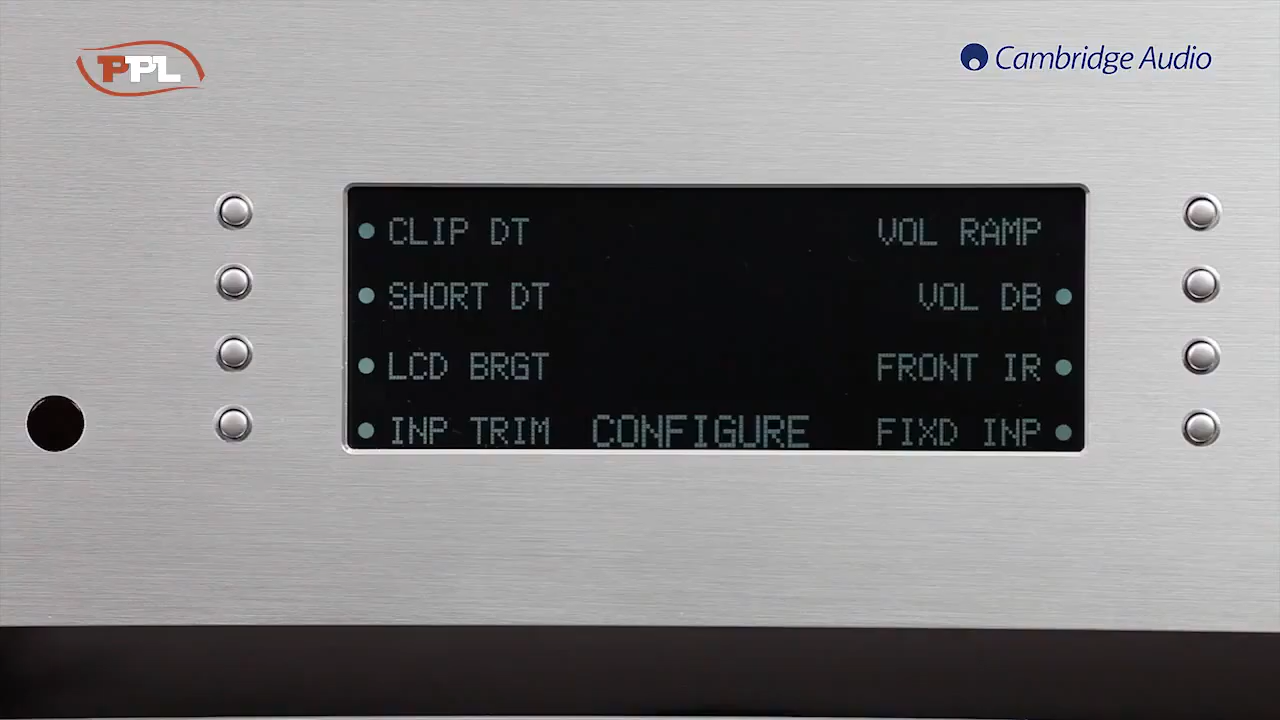 PPL
Cambridge Audio
CLIP DT VOL RAMP
SHORT DT VOL DB
LCD BRGT FRONT IR
INP TRIM CONFIGURE FIXD INP